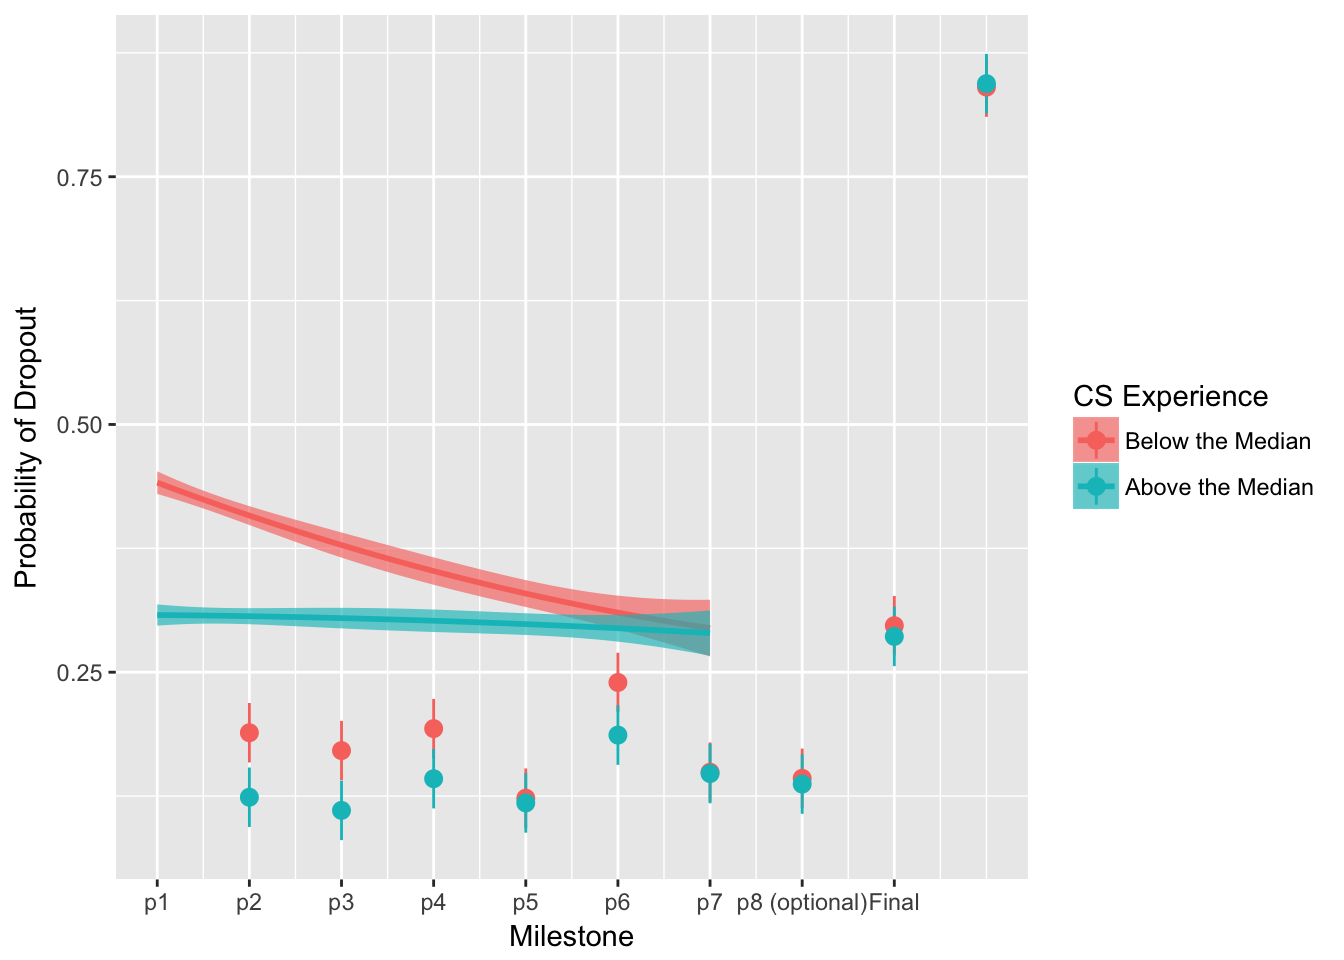 Probability of Dropout
0.75
0.50
0.25
p1 p2 p3 p4 p5 p6 p7 p8 (optional) Final
Milestone
CS Experience
Below the Median
Above the Median